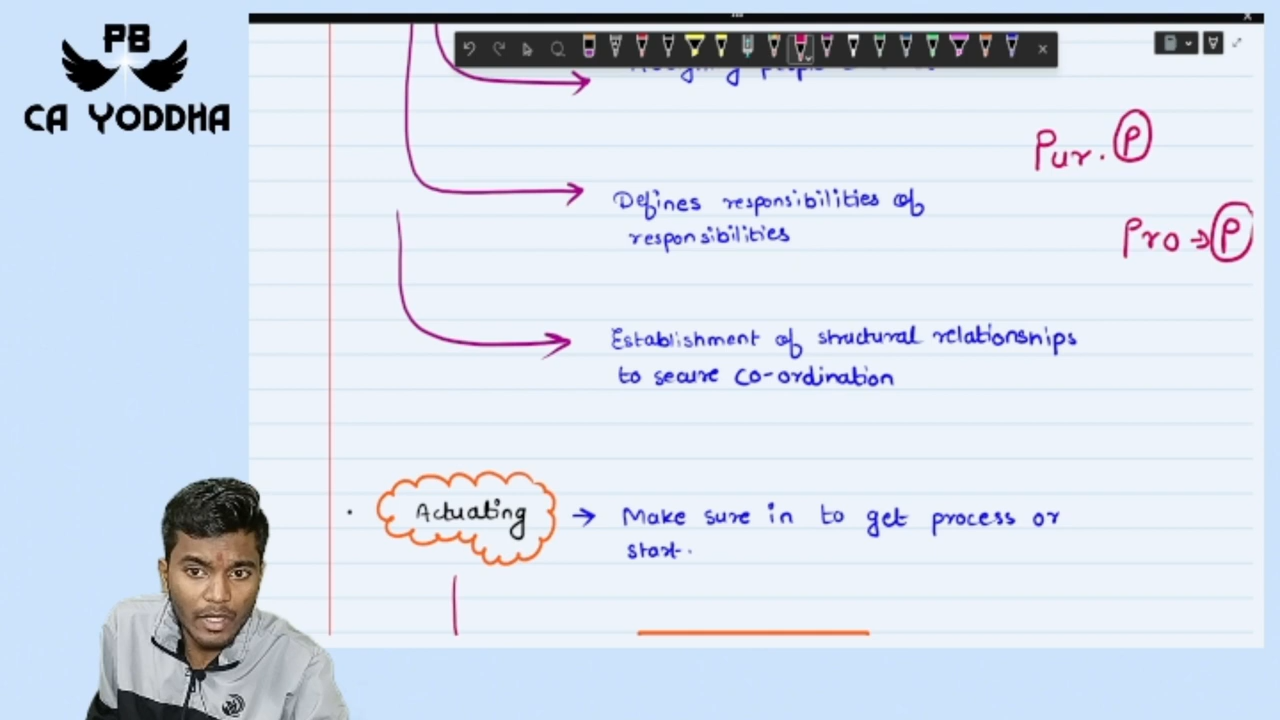 PB
CA YODDHA
people
Pur. P
Defines responsibilities of
responsibilities
Pro → P
Establishment of structural relationships
to secure co-ordination
Actuating → Make sure in to get process or
start.